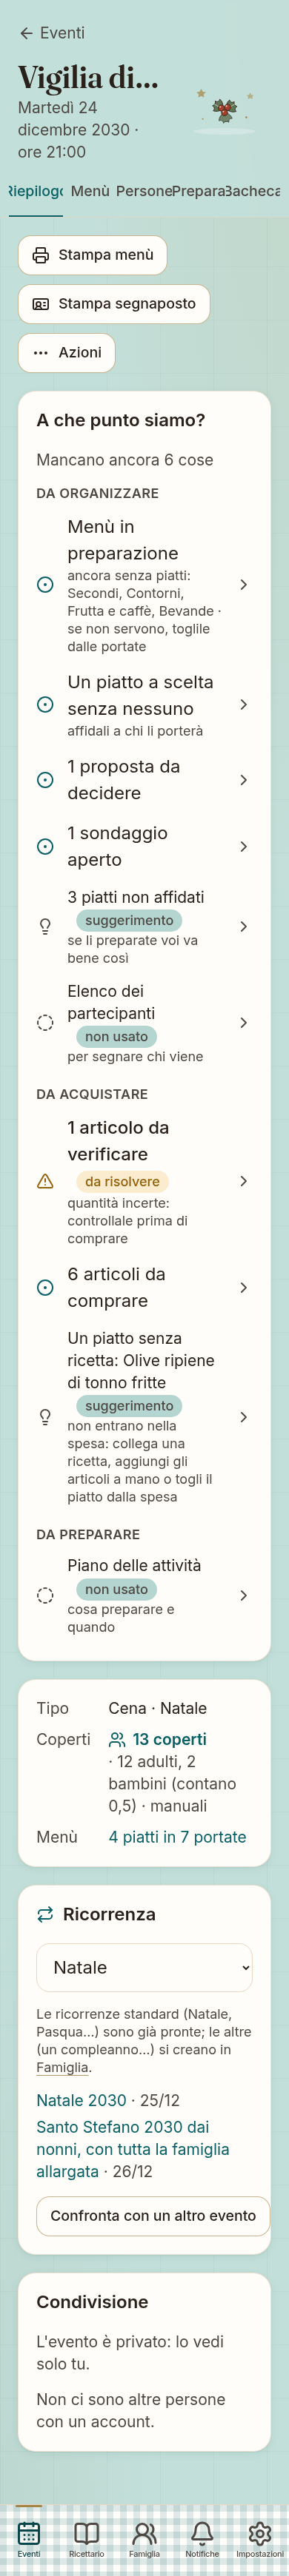 Eventi
Vigilia di...
Martedì 24
dicembre 2030 ·
ore 21:00
Riepilogo Menù Persone Prepara Bacheca
Stampa menù
Stampa segnaposto
Azioni
A che punto siamo?
Mancano ancora 6 cose
DA ORGANIZZARE
Menù in
preparazione
ancora senza piatti:
Secondi, Contorni,
Frutta e caffè, Bevande ·
se non servono, toglile
dalle portate
Un piatto a scelta
senza nessuno
affidali a chi li porterà
1 proposta da
decidere
1 sondaggio
aperto
3 piatti non affidati
suggerimento
se li preparate voi va
bene così
Elenco dei
partecipanti
non usato
per segnare chi viene
DA ACQUISTARE
1 articolo da
verificare
da risolvere
quantità incerte:
controllale prima di
comprare
6 articoli da
comprare
Un piatto senza
ricetta: Olive ripiene
di tonno fritte
suggerimento
non entrano nella
spesa: collega una
ricetta, aggiungi gli
articoli a mano o togli il
piatto dalla spesa
DA PREPARARE
Piano delle attività
non usato
cosa preparare e
quando
Tipo Cena · Natale
Coperti 13 coperti
· 12 adulti, 2
bambini (contano
0,5) · manuali
Menù 4 piatti in 7 portate
Ricorrenza
Natale
Le ricorrenze standard (Natale,
Pasqua…) sono già pronte; le altre
(un compleanno…) si creano in
Famiglia.
Natale 2030 · 25/12
Santo Stefano 2030 dai
nonni, con tutta la famiglia
allargata · 26/12
Confronta con un altro evento
Condivisione
L'evento è privato: lo vedi
solo tu.
Non ci sono altre persone
con un account.
Eventi Ricettario Famiglia Notifiche Impostazioni